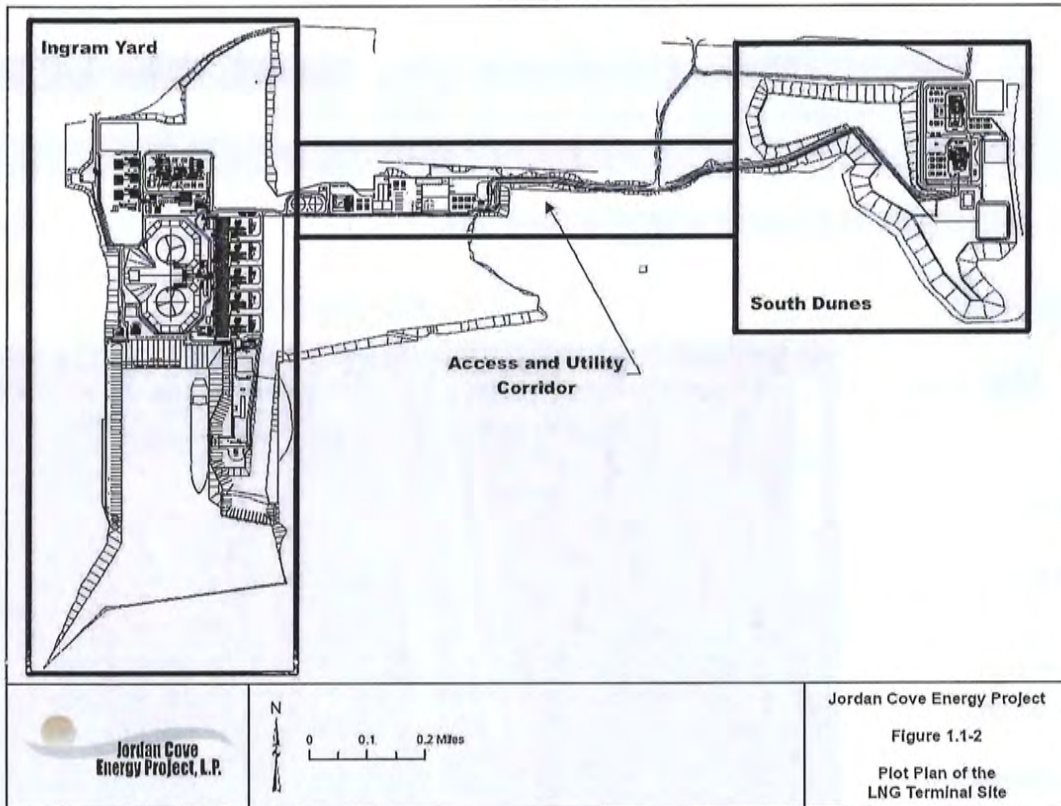 Ingram Yard
South Dunes
Access and Utility
Corridor
Jordan Cove
Energy Project, L.P.
N
0 0.1 0.2 Miles
Jordan Cove Energy Project
Figure 1.1-2
Plot Plan of the
LNG Terminal Site